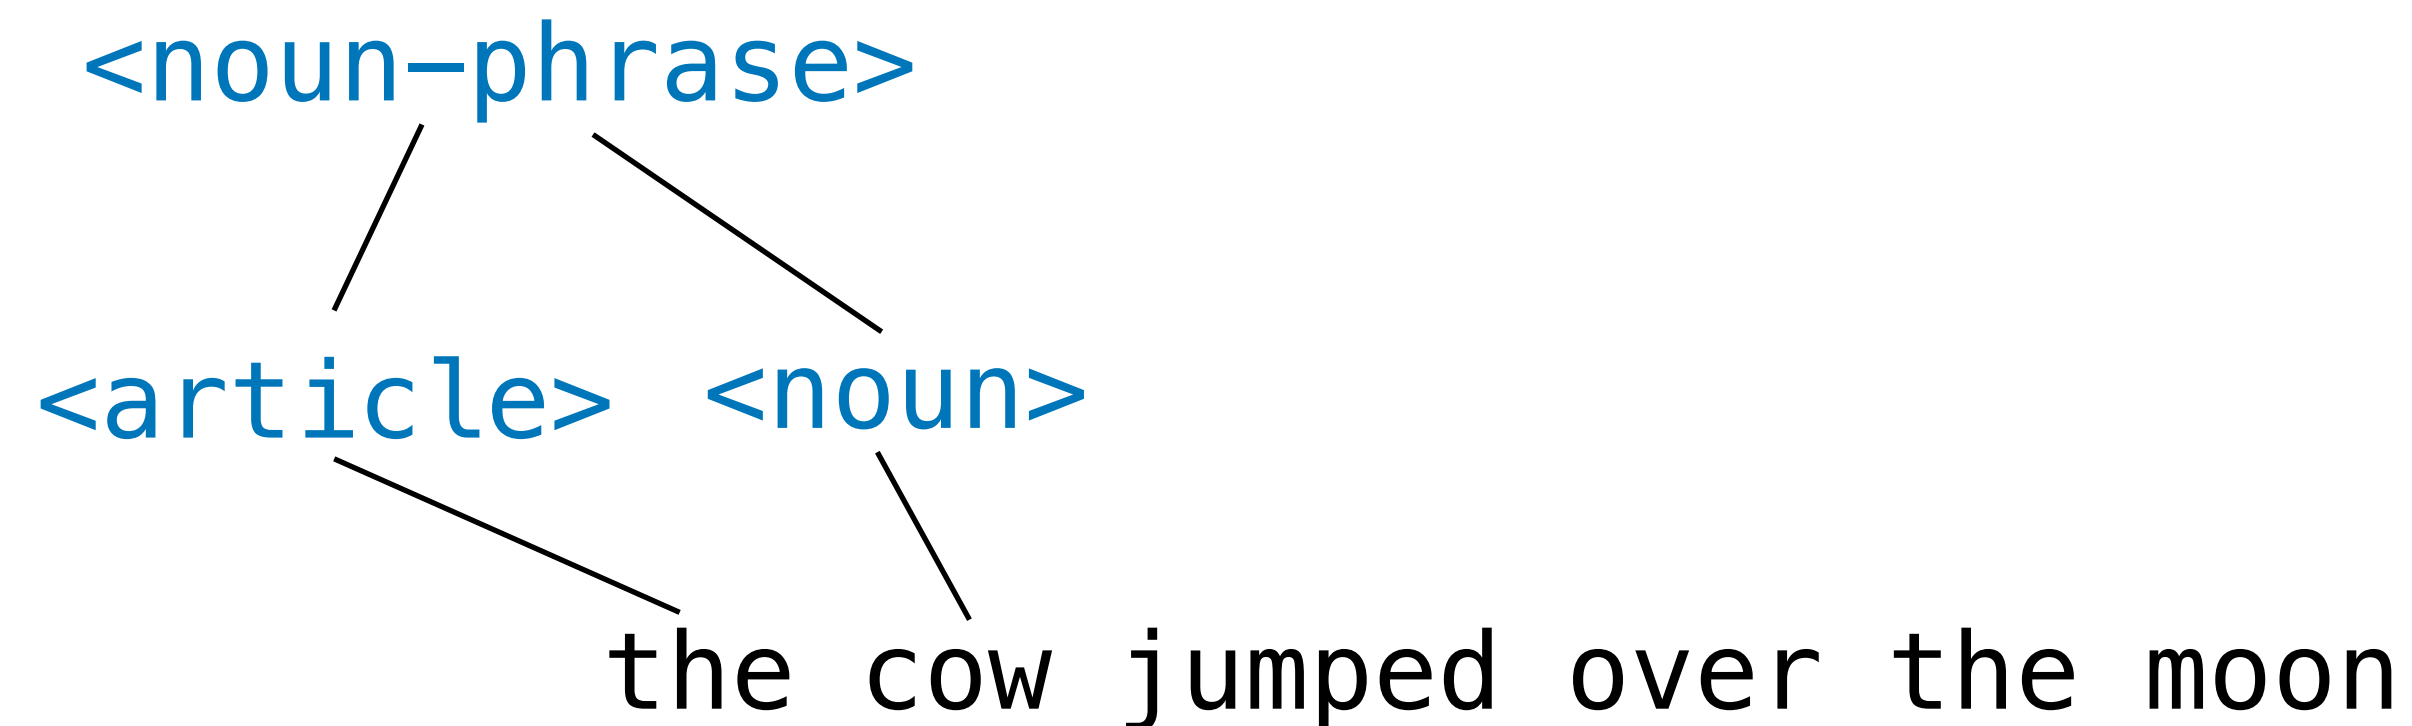 <noun-phrase>
<article> <noun>
the cow jumped over the moon